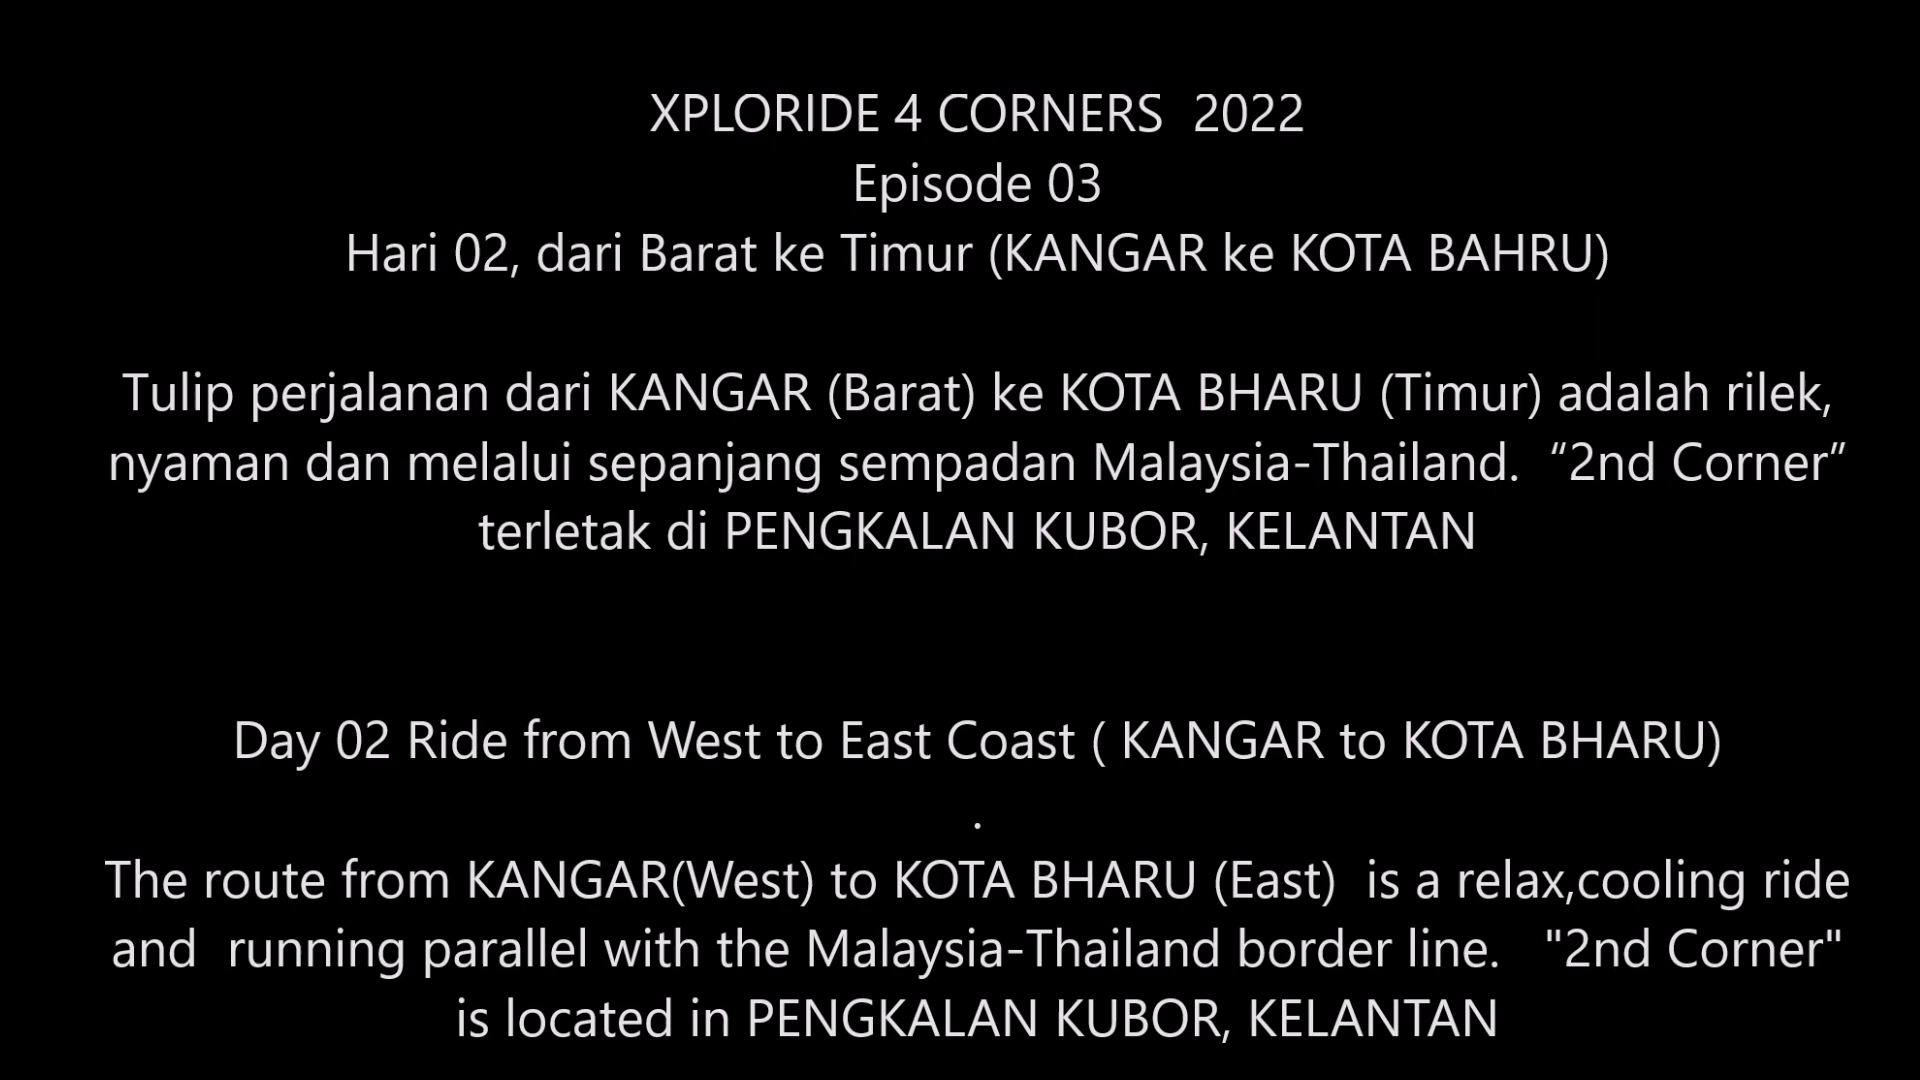 XPLORIDE 4 CORNERS  2022
Episode 03
Hari 02, dari Barat ke Timur (KANGAR ke KOTA BAHRU)
Tulip perjalanan dari KANGAR (Barat) ke KOTA BHARU (Timur) adalah rilek,
nyaman dan melalui sepanjang sempadan Malaysia-Thailand.  “2nd Corner”
terletak di PENGKALAN KUBOR, KELANTAN
Day 02 Ride from West to East Coast ( KANGAR to KOTA BHARU)
.
The route from KANGAR(West) to KOTA BHARU (East)  is a relax,cooling ride
and  running parallel with the Malaysia-Thailand border line.   "2nd Corner"
is located in PENGKALAN KUBOR, KELANTAN